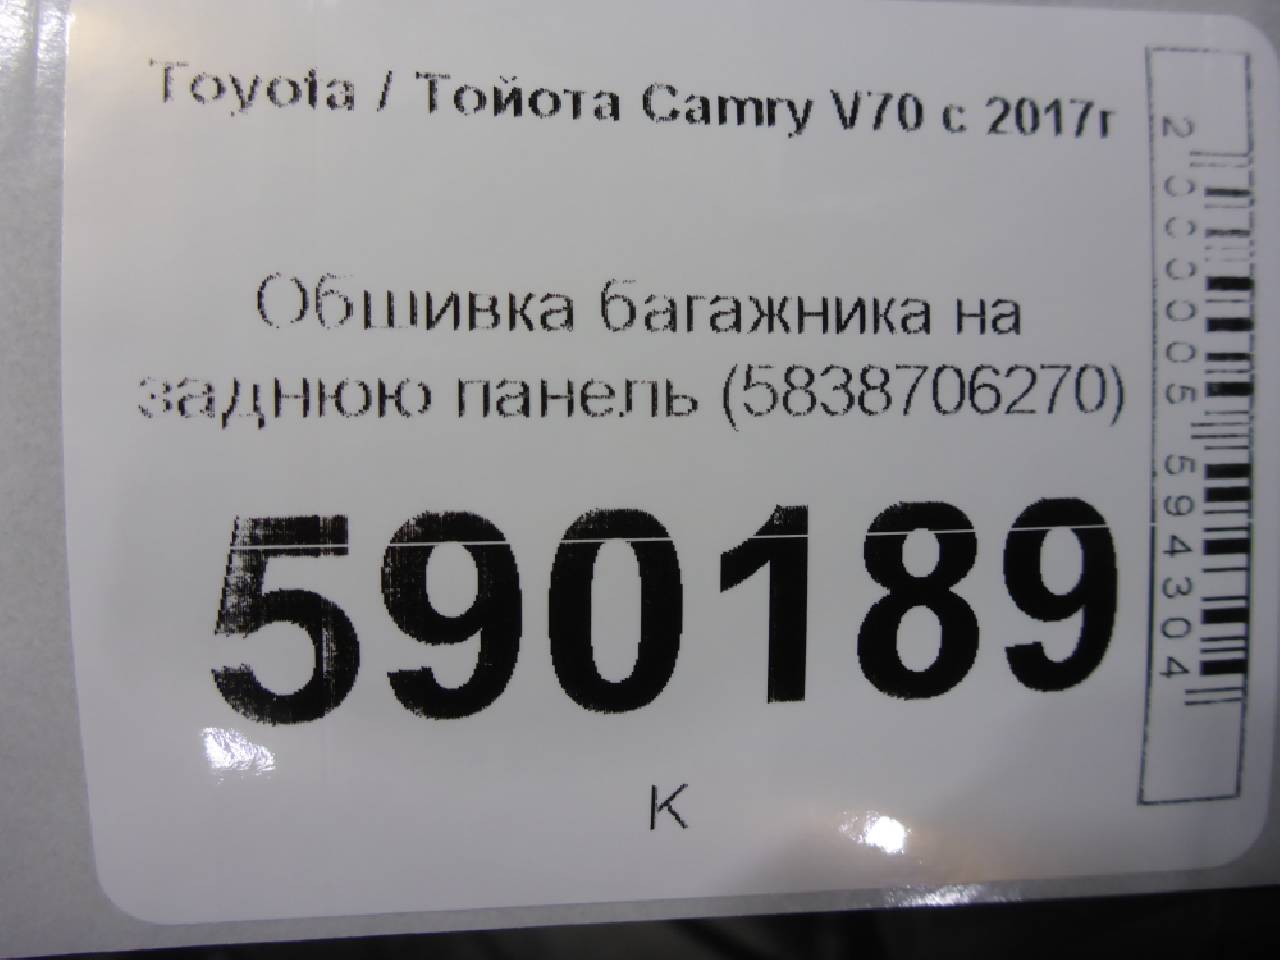 Toyota / Тойота Camry V70 с 2017г
Обшивка багажника на
заднюю панель (5838706270)
590189
К
2000005594304